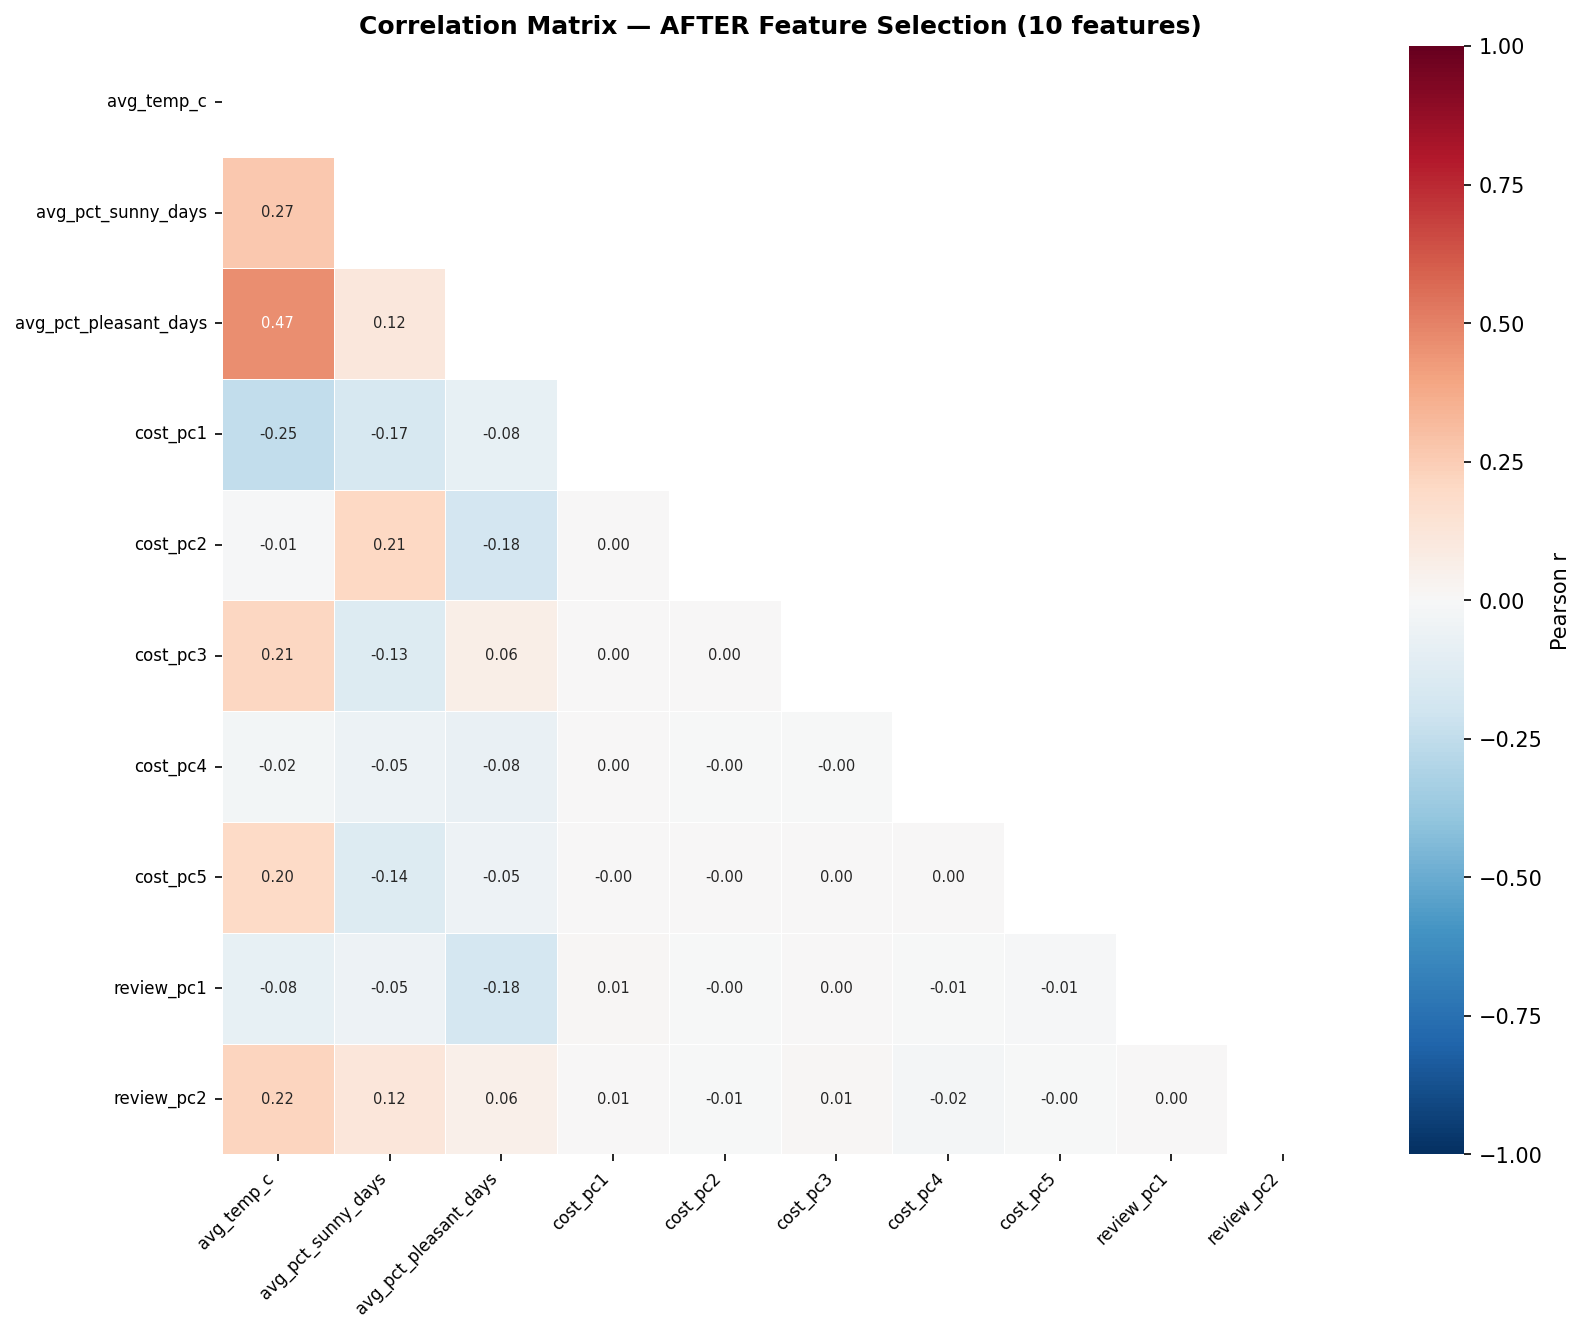 Correlation Matrix — AFTER Feature Selection (10 features)
avg_temp_c
avg_pct_sunny_days 0.27
avg_pct_pleasant_days 0.47 0.12
cost_pc1 -0.25 -0.17 -0.08
cost_pc2 -0.01 0.21 -0.18 0.00
cost_pc3 0.21 -0.13 0.06 0.00 0.00
cost_pc4 -0.02 -0.05 -0.08 0.00 -0.00 -0.00
cost_pc5 0.20 -0.14 -0.05 -0.00 -0.00 0.00 0.00
review_pc1 -0.08 -0.05 -0.18 0.01 -0.00 0.00 -0.01 -0.01
review_pc2 0.22 0.12 0.06 0.01 -0.01 0.01 -0.02 -0.00 0.00
avg_temp_c
avg_pct_sunny_days
avg_pct_pleasant_days
cost_pc1
cost_pc2
cost_pc3
cost_pc4
cost_pc5
review_pc1
review_pc2
1.00
0.75
0.50
0.25
0.00
−0.25
−0.50
−0.75
−1.00
Pearson r